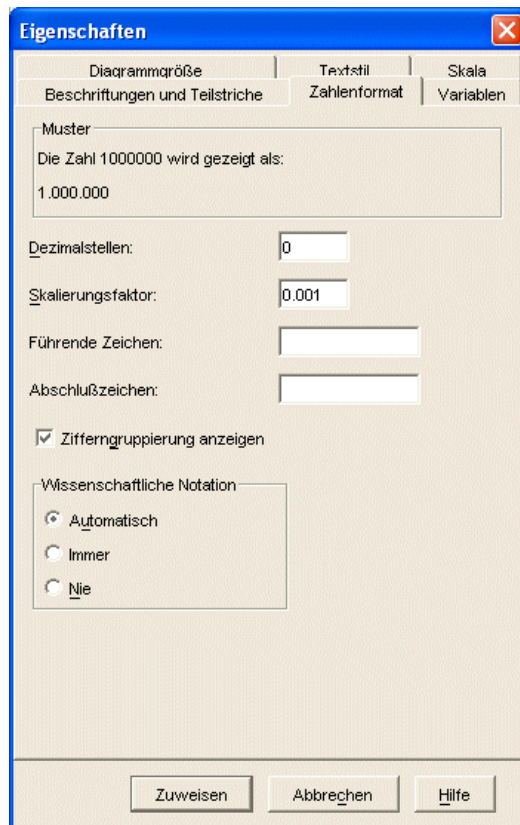 Eigenschaften
Diagrammgröße Textstil Skala
Beschriftungen und Teilstriche Zahlenformat Variablen
Muster
Die Zahl 1000000 wird gezeigt als:
1.000.000
Dezimalstellen: 0
Skalierungsfaktor: 0.001
Führende Zeichen:
Abschlußzeichen:
Zifferngruppierung anzeigen
Wissenschaftliche Notation
Automatisch
Immer
Nie
Zuweisen Abbrechen Hilfe